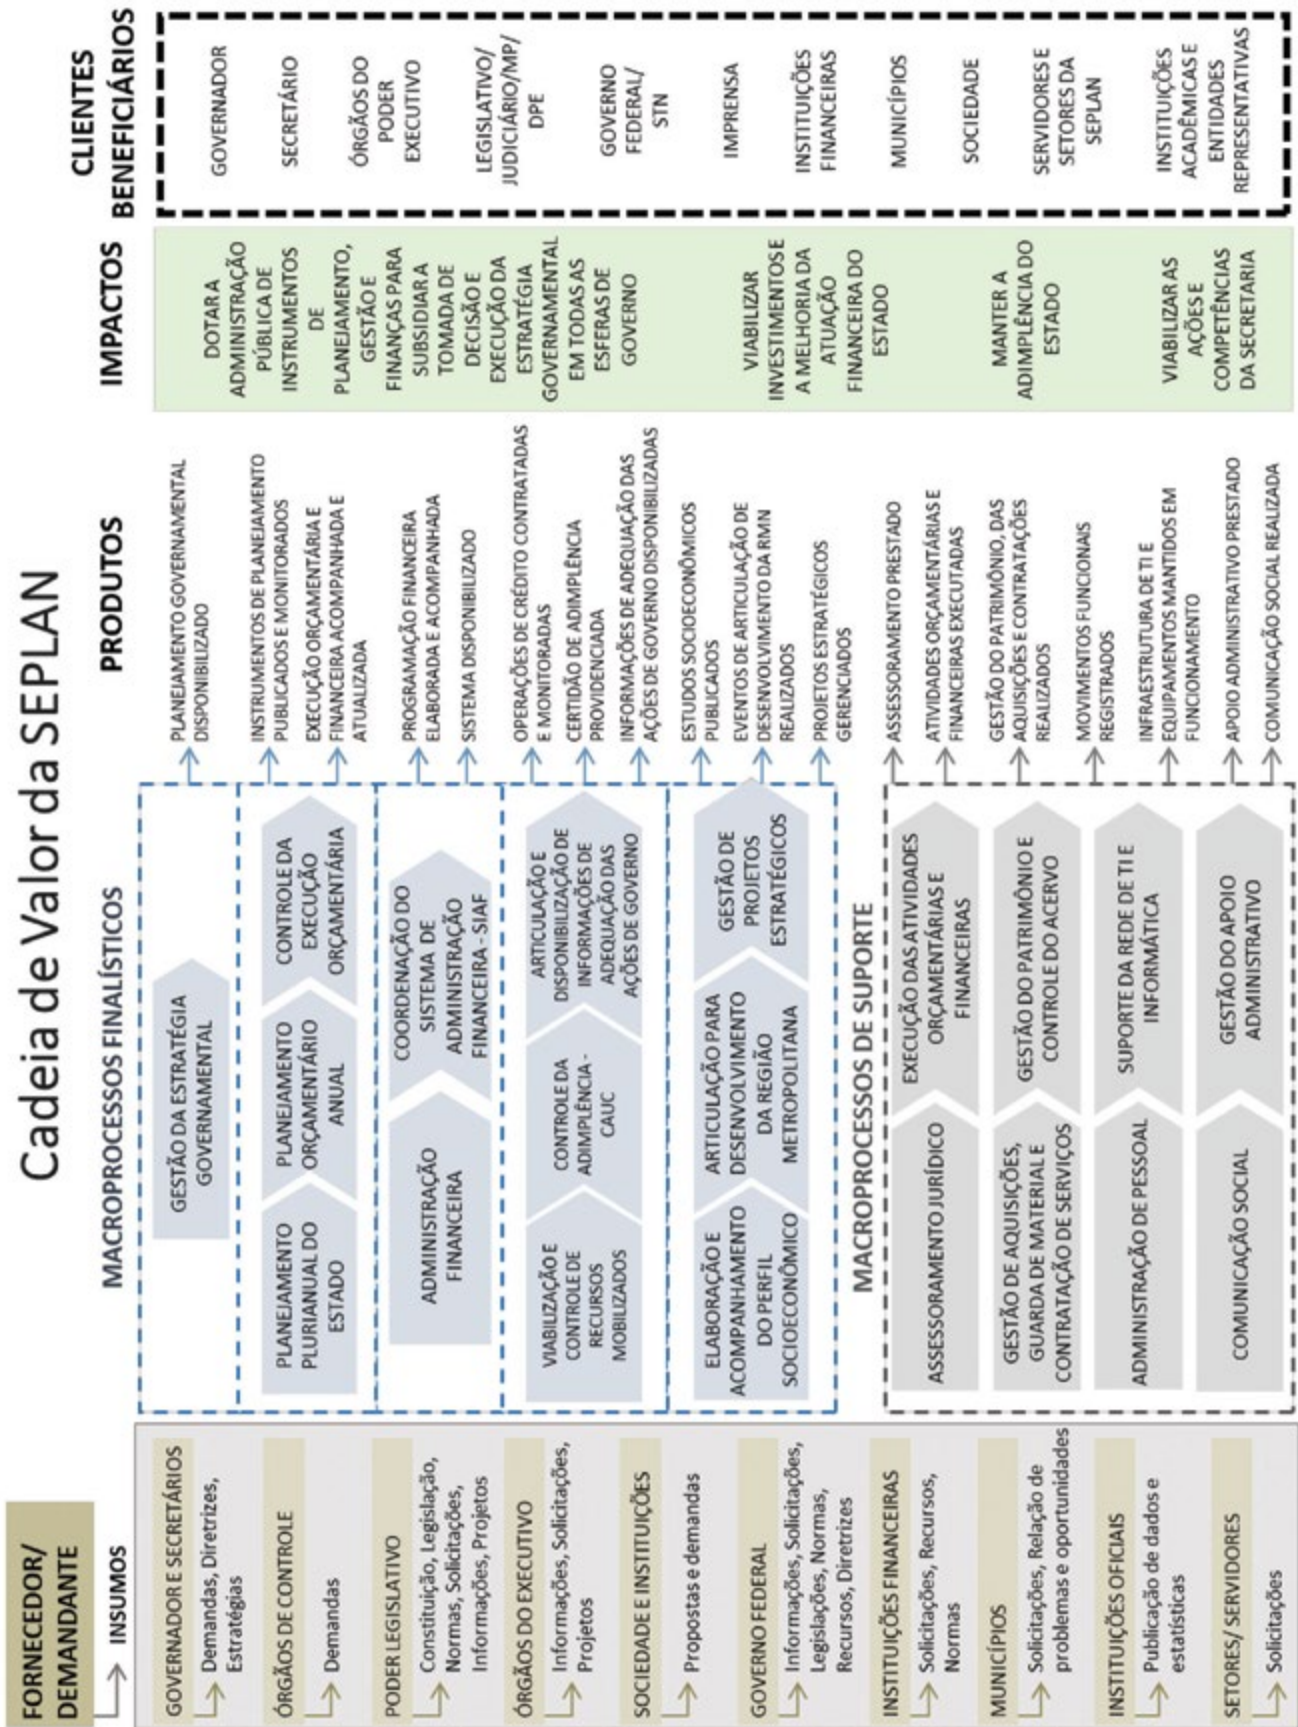 Cadeia de Valor da SEPLAN
FORNECEDOR/
DEMANDANTE
INSUMOS
GOVERNADOR E SECRETÁRIOS
Demandas, Diretrizes,
Estratégias
ÓRGÃOS DE CONTROLE
Demandas
PODER LEGISLATIVO
Constituição, Legislação,
Normas, Solicitações,
Informações, Projetos
ÓRGÃOS DO EXECUTIVO
Informações, Solicitações,
Projetos
SOCIEDADE E INSTITUIÇÕES
Propostas e demandas
GOVERNO FEDERAL
Informações, Solicitações,
Legislações, Normas,
Recursos, Diretrizes
INSTITUIÇÕES FINANCEIRAS
Solicitações, Recursos,
Normas
MUNICÍPIOS
Solicitações, Relação de
problemas e oportunidades
INSTITUIÇÕES OFICIAIS
Publicação de dados e
estatísticas
SETORES/ SERVIDORES
Solicitações
MACROPROCESSOS FINALÍSTICOS
GESTÃO DA ESTRATÉGIA
GOVERNAMENTAL
PLANEJAMENTO
PLURIANUAL DO
ESTADO
PLANEJAMENTO
ORÇAMENTÁRIO
ANUAL
CONTROLE DA
EXECUÇÃO
ORÇAMENTÁRIA
ADMINISTRAÇÃO
FINANCEIRA
COORDENAÇÃO DO
SISTEMA DE
ADMINISTRAÇÃO
FINANCEIRA - SIAF
VIABILIZAÇÃO E
CONTROLE DE
RECURSOS
MOBILIZADOS
CONTROLE DA
ADIMPLÊNCIA -
CAUC
ARTICULAÇÃO E
DISPONIBILIZAÇÃO DE
INFORMAÇÕES DE
ADEQUAÇÃO DAS
AÇÕES DE GOVERNO
ELABORAÇÃO E
ACOMPANHAMENTO
DO PERFIL
SOCIOECONÔMICO
ARTICULAÇÃO PARA
DESENVOLVIMENTO
DA REGIÃO
METROPOLITANA
GESTÃO DE
PROJETOS
ESTRATÉGICOS
MACROPROCESSOS DE SUPORTE
ASSESSORAMENTO JURÍDICO
EXECUÇÃO DAS ATIVIDADES
ORÇAMENTÁRIAS E
FINANCEIRAS
GESTÃO DE AQUISIÇÕES,
GUARDA DE MATERIAL E
CONTRATAÇÃO DE SERVIÇOS
GESTÃO DO PATRIMÔNIO E
CONTROLE DO ACERVO
ADMINISTRAÇÃO DE PESSOAL
SUPORTE DA REDE DE TI E
INFORMÁTICA
COMUNICAÇÃO SOCIAL
GESTÃO DO APOIO
ADMINISTRATIVO
PRODUTOS
PLANEJAMENTO GOVERNAMENTAL
DISPONIBILIZADO
INSTRUMENTOS DE PLANEJAMENTO
PUBLICADOS E MONITORADOS
EXECUÇÃO ORÇAMENTÁRIA E
FINANCEIRA ACOMPANHADA E
ATUALIZADA
PROGRAMAÇÃO FINANCEIRA
ELABORADA E ACOMPANHADA
SISTEMA DISPONIBILIZADO
OPERAÇÕES DE CRÉDITO CONTRATADAS
E MONITORADAS
CERTIDÃO DE ADIMPLÊNCIA
PROVIDENCIADA
INFORMAÇÕES DE ADEQUAÇÃO DAS
AÇÕES DE GOVERNO DISPONIBILIZADAS
ESTUDOS SOCIOECONÔMICOS
PUBLICADOS
EVENTOS DE ARTICULAÇÃO DE
DESENVOLVIMENTO DA RMN
REALIZADOS
PROJETOS ESTRATÉGICOS
GERENCIADOS
ASSESSORAMENTO PRESTADO
ATIVIDADES ORÇAMENTÁRIAS E
FINANCEIRAS EXECUTADAS
GESTÃO DO PATRIMÔNIO, DAS
AQUISIÇÕES E CONTRATAÇÕES
REALIZADOS
MOVIMENTOS FUNCIONAIS
REGISTRADOS
INFRAESTRUTURA DE TI E
EQUIPAMENTOS MANTIDOS EM
FUNCIONAMENTO
APOIO ADMINISTRATIVO PRESTADO
COMUNICAÇÃO SOCIAL REALIZADA
IMPACTOS
DOTAR A
ADMINISTRAÇÃO
PÚBLICA DE
INSTRUMENTOS
DE
PLANEJAMENTO,
GESTÃO E
FINANÇAS PARA
SUBSIDIAR A
TOMADA DE
DECISÃO E
EXECUÇÃO DA
ESTRATÉGIA
GOVERNAMENTAL
EM TODAS AS
ESFERAS DE
GOVERNO
VIABILIZAR
INVESTIMENTOS E
A MELHORIA DA
ATUAÇÃO
FINANCEIRA DO
ESTADO
MANTER A
ADIMPLÊNCIA DO
ESTADO
VIABILIZAR AS
AÇÕES E
COMPETÊNCIAS
DA SECRETARIA
CLIENTES
BENEFICIÁRIOS
GOVERNADOR
SECRETÁRIO
ÓRGÃOS DO
PODER
EXECUTIVO
LEGISLATIVO/
JUDICIÁRIO/MP/
DPE
GOVERNO
FEDERAL/
STN
IMPRENSA
INSTITUIÇÕES
FINANCEIRAS
MUNICÍPIOS
SOCIEDADE
SERVIDORES E
SETORES DA
SEPLAN
INSTITUIÇÕES
ACADÊMICAS E
ENTIDADES
REPRESENTATIVAS